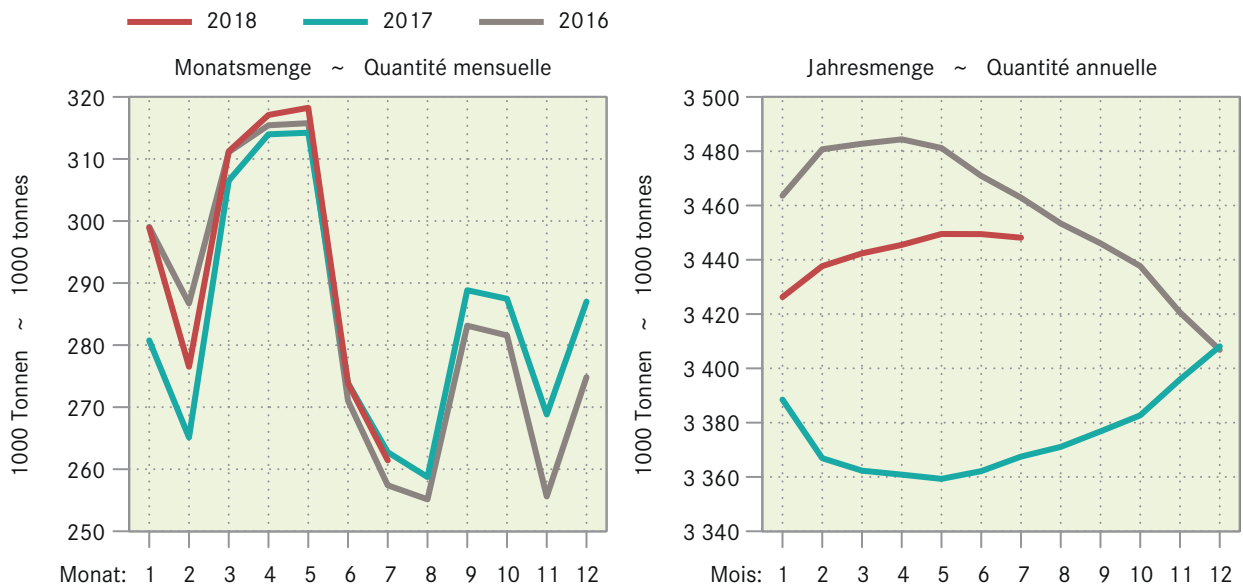 2018 2017 2016
Monatsmenge ~ Quantité mensuelle
1000 Tonnen ~ 1000 tonnes
320
310
300
290
280
270
260
250
Monat: 1 2 3 4 5 6 7 8 9 10 11 12
Jahresmenge ~ Quantité annuelle
1000 Tonnen ~ 1000 tonnes
3 500
3 480
3 460
3 440
3 420
3 400
3 380
3 360
3 340
Mois: 1 2 3 4 5 6 7 8 9 10 11 12